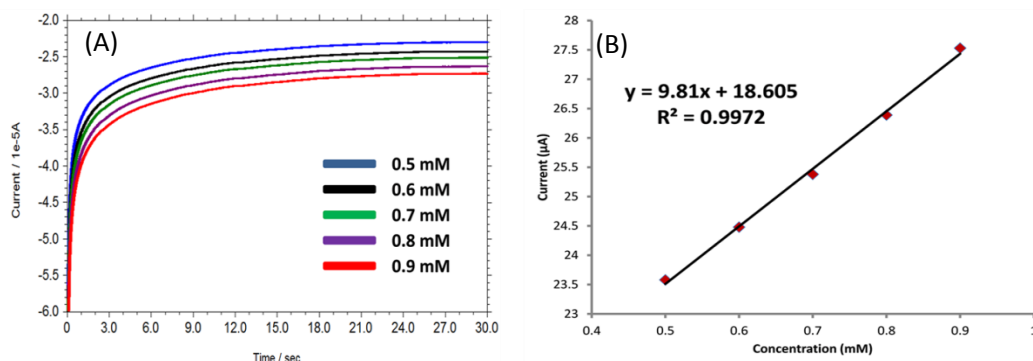 (A)
Current / 1e-5A
-2.0
-2.5
-3.0
-3.5
-4.0
-4.5
-5.0
-5.5
-6.0
0.5 mM
0.6 mM
0.7 mM
0.8 mM
0.9 mM
0 3.0 6.0 9.0 12.0 15.0 18.0 21.0 24.0 27.0 30.0
Time / sec
(B)
Current (µA)
28
27.5
27
26.5
26
25.5
25
24.5
24
23.5
23
y = 9.81x + 18.605
R² = 0.9972
0.4 0.5 0.6 0.7 0.8 0.9 1
Concentration (mM)